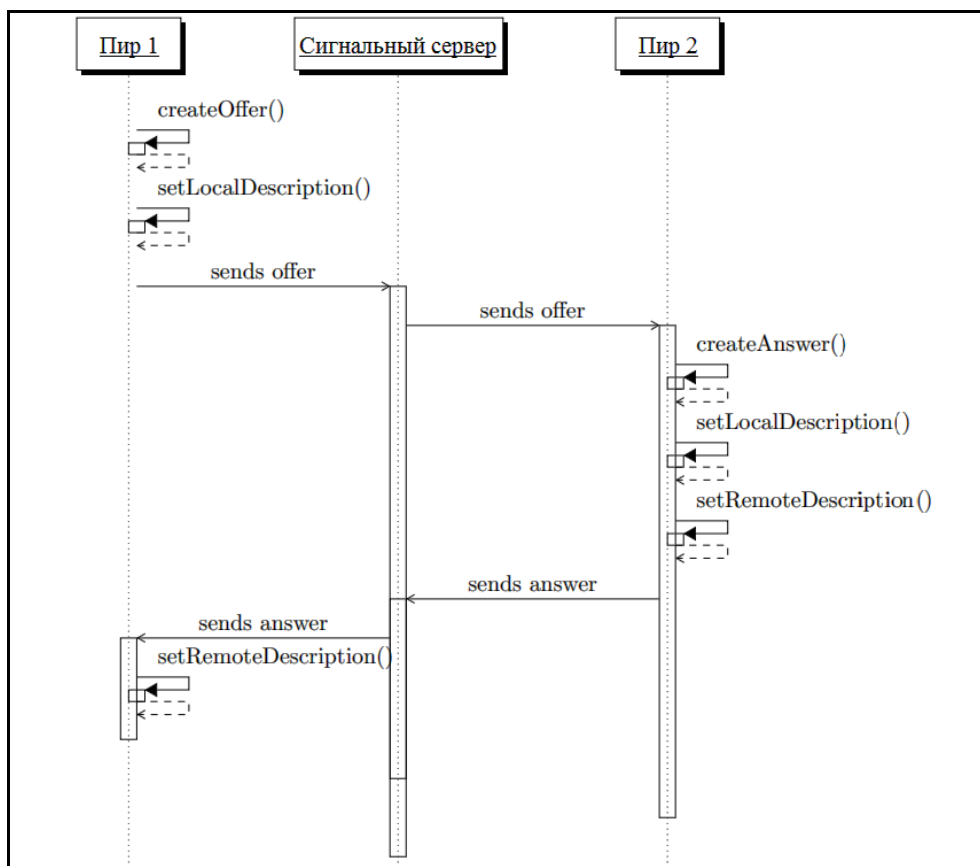 Пир 1
Сигнальный сервер
Пир 2
createOffer()
setLocalDescription()
sends offer
sends offer
createAnswer()
setLocalDescription()
setRemoteDescription()
sends answer
sends answer
setRemoteDescription()